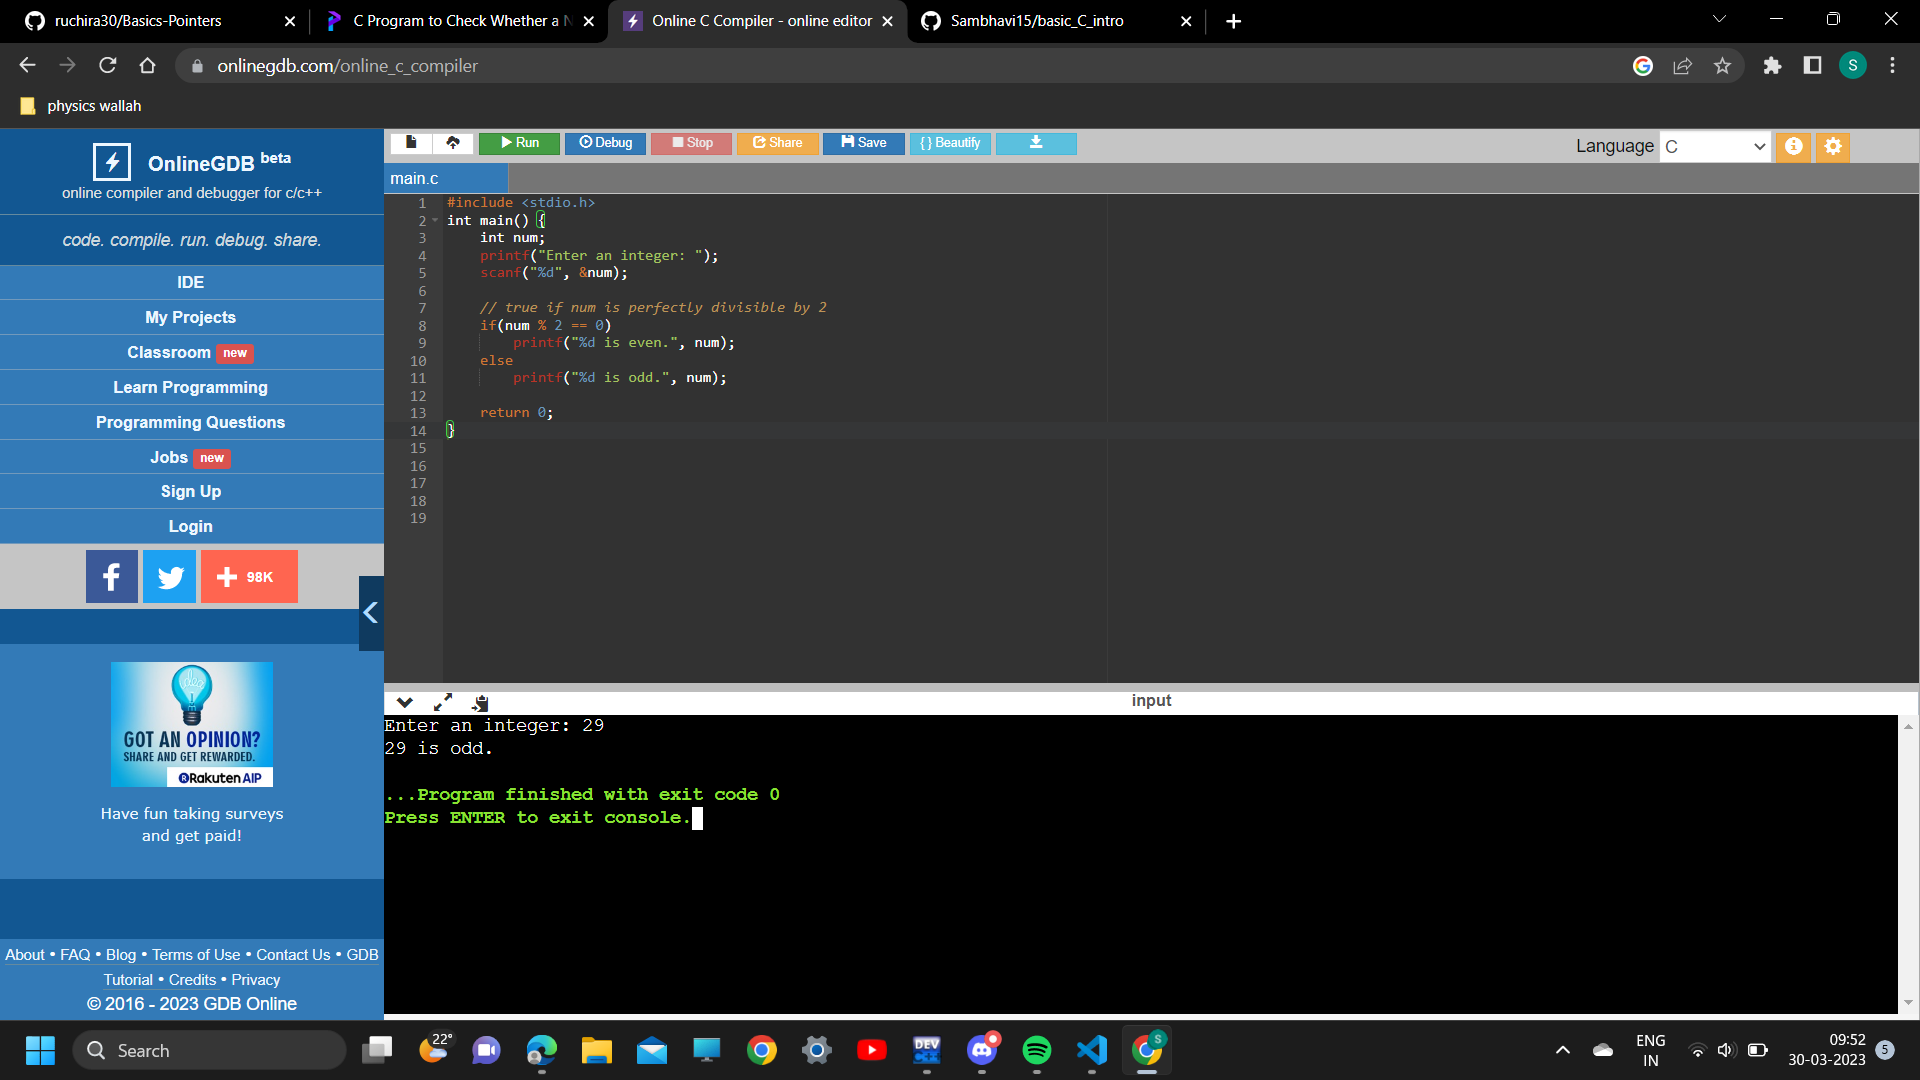 ruchira30/Basics-Pointers
C Program to Check Whether a N
Online C Compiler - online editor
Sambhavi15/basic_C_intro
onlinegdb.com/online_c_compiler
S
physics wallah
OnlineGDB beta
online compiler and debugger for c/c++
code. compile. run. debug. share.
IDE
My Projects
Classroom new
Learn Programming
Programming Questions
Jobs new
Sign Up
Login
98K
GOT AN OPINION?
SHARE AND GET REWARDED.
Rakuten AIP
Have fun taking surveys
and get paid!
About • FAQ • Blog • Terms of Use • Contact Us • GDB
Tutorial • Credits • Privacy
© 2016 - 2023 GDB Online
Run Debug Stop Share Save { } Beautify
Language C
main.c
1 #include <stdio.h>
2 int main() {
3 int num;
4 printf("Enter an integer: ");
5 scanf("%d", &num);
6
7 // true if num is perfectly divisible by 2
8 if(num % 2 == 0)
9 printf("%d is even.", num);
10 else
11 printf("%d is odd.", num);
12
13 return 0;
14 }
15
16
17
18
19
input
Enter an integer: 29
29 is odd.
...Program finished with exit code 0
Press ENTER to exit console.
Search
22°
DEV
C++
S
ENG
IN
09:52
30-03-2023
5